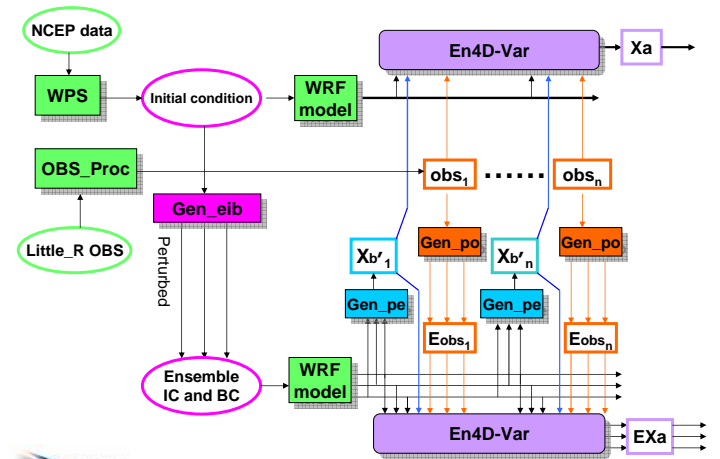 NCEP data
En4D-Var
Xa
WPS
Initial condition
WRF
model
OBS_Proc
obs1
......
obsn
Gen_eib
Little_R OBS
Perturbed
Xb′1
Gen_po
Xb′n
Gen_po
Gen_pe
Gen_pe
Eobs1
Eobsn
Ensemble
IC and BC
WRF
model
En4D-Var
EXa